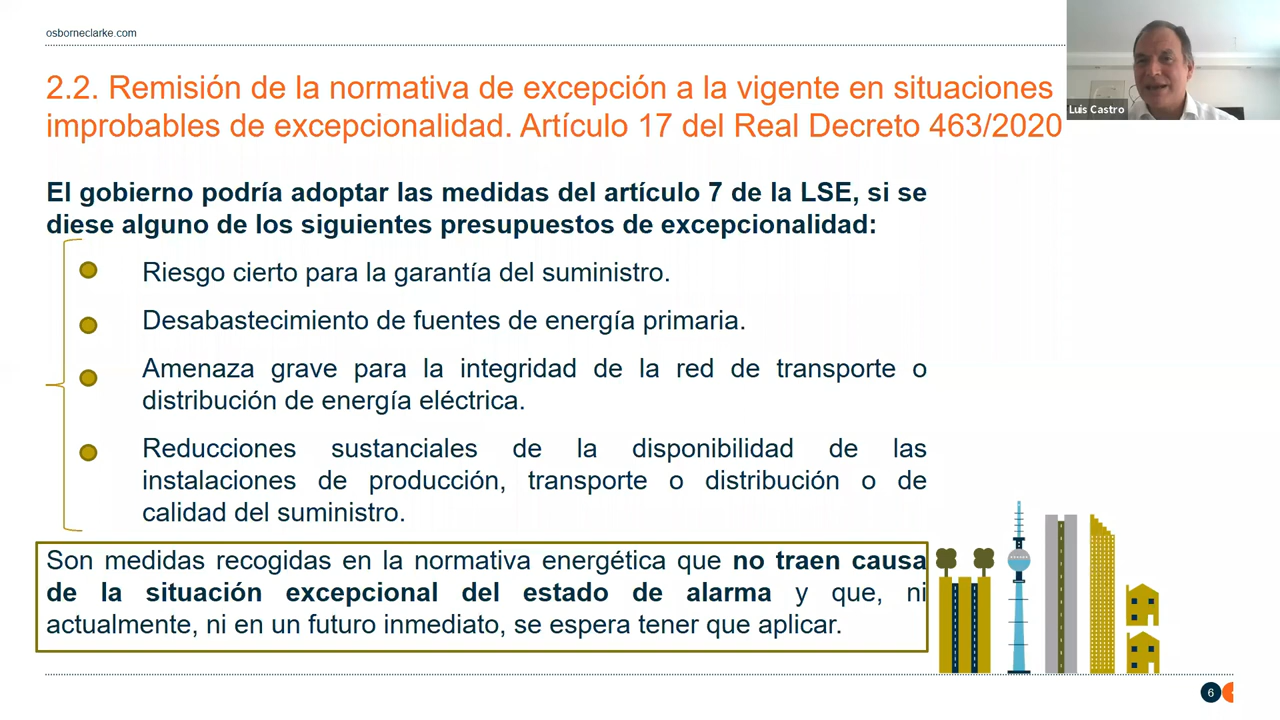 osborneclarke.com
2.2. Remisión de la normativa de excepción a la vigente en situaciones
improbables de excepcionalidad. Artículo 17 del Real Decreto 463/2020
Luis Castro
El gobierno podría adoptar las medidas del artículo 7 de la LSE, si se
diese alguno de los siguientes presupuestos de excepcionalidad:
Riesgo cierto para la garantía del suministro.
Desabastecimiento de fuentes de energía primaria.
Amenaza grave para la integridad de la red de transporte o
distribución de energía eléctrica.
Reducciones sustanciales de la disponibilidad de las
instalaciones de producción, transporte o distribución o de
calidad del suministro.
Son medidas recogidas en la normativa energética que no traen causa
de la situación excepcional del estado de alarma y que, ni
actualmente, ni en un futuro inmediato, se espera tener que aplicar.
6